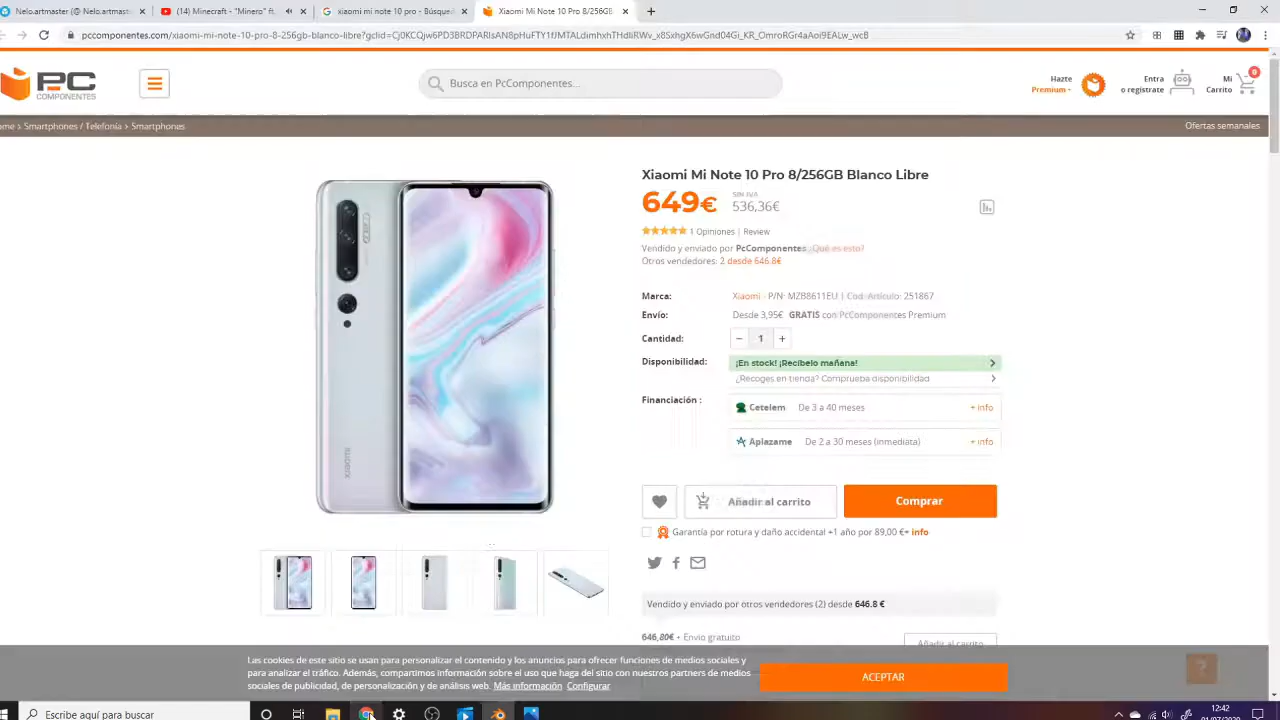 Nelo.artmaster
(14) Minecraft - "Minero" ft.
xiaomi mi note 10 pro - Búsqued
Xiaomi Mi Note 10 Pro 8/256GB
pccomponentes.com/xiaomi-mi-note-10-pro-8-256gb-blanco-libre?gclid=
PC COMPONENTES
Busca en PcComponentes...
Hazte Premium
Entra o regístrate
Mi Carrito
0
ome > Smartphones / Telefonía > Smartphones
Ofertas semanales
Xiaomi Mi Note 10 Pro 8/256GB Blanco Libre
649€
SIN IVA
536,36€
1 Opiniones | Review
Vendido y enviado por PcComponentes ¿Qué es esto?
Otros vendedores: 2 desde 646.8€
Marca: Xiaomi - P/N: MZB8611EU | Cod. Artículo: 251867
Envío: Desde 3,95€ GRATIS con PcComponentes Premium
Cantidad: − 1 +
Disponibilidad: ¡En stock! ¡Recíbelo mañana!
¿Recoges en tienda? Comprueba disponibilidad
Financiación : Cetelem De 3 a 40 meses + info
Aplazame De 2 a 30 meses (inmediata) + info
Añadir al carrito
Comprar
Garantía por rotura y daño accidental +1 año por 89,00 €+ info
Vendido y enviado por otros vendedores (2) desde 646.8 €
646,80€ • Envio gratuito
Añadir al carrito
Las cookies de este sitio se usan para personalizar el contenido y los anuncios para ofrecer funciones de medios sociales y
para analizar el tráfico. Además, compartimos información sobre el uso que haga del sitio con nuestros partners de medios
sociales de publicidad, de personalización y de análisis web. Más información Configurar
ACEPTAR
?
Escribe aquí para buscar
12:42
01/07/2020